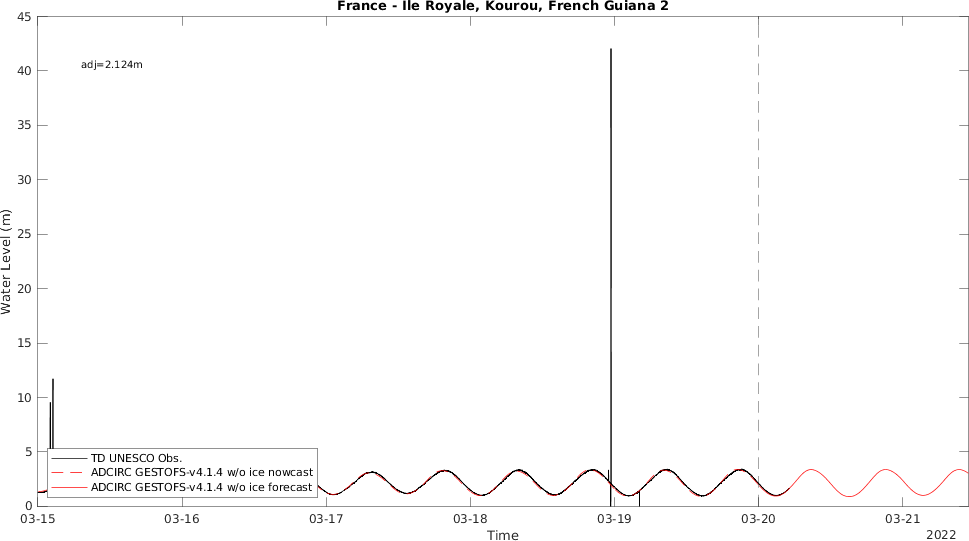 France - Ile Royale, Kourou, French Guiana 2
45
adj=2.124m
40
35
30
25
Water Level (m)
20
15
10
5
TD UNESCO Obs.
ADCIRC GESTOFS-v4.1.4 w/o ice nowcast
ADCIRC GESTOFS-v4.1.4 w/o ice forecast
0
03-15 03-16 03-17 03-18 03-19 03-20 03-21
Time
2022